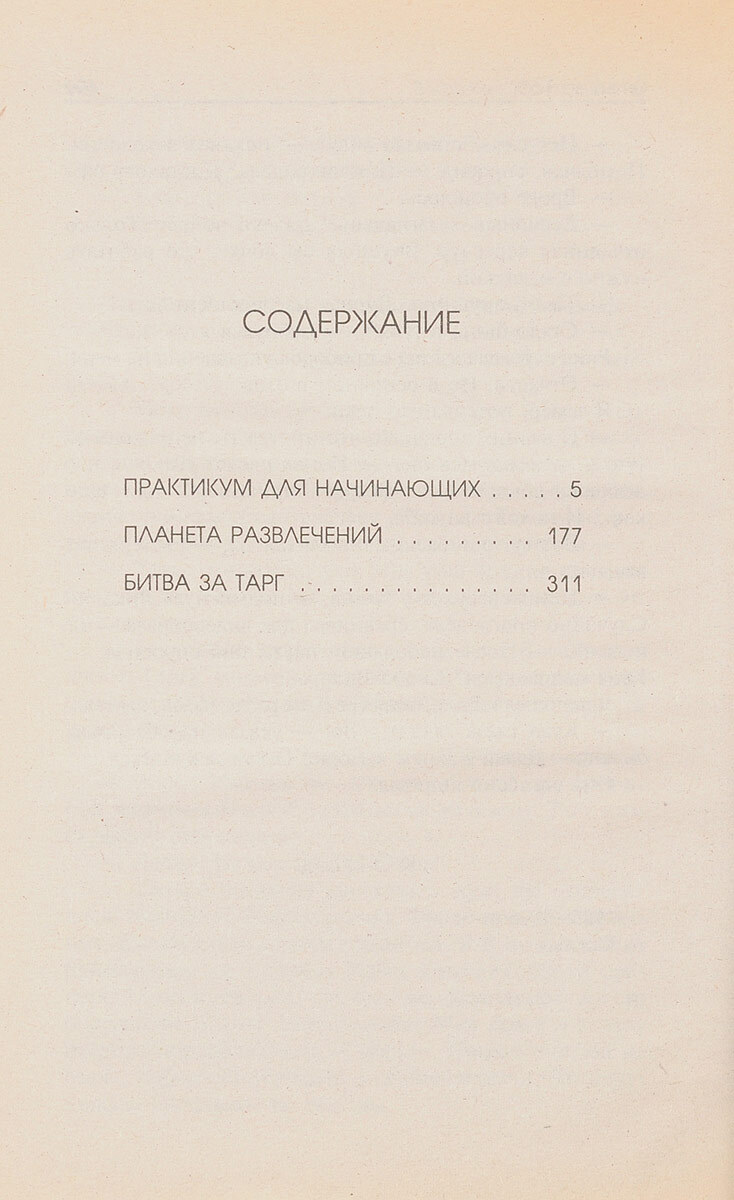 СОДЕРЖАНИЕ
ПРАКТИКУМ ДЛЯ НАЧИНАЮЩИХ . . . . . 5
ПЛАНЕТА РАЗВЛЕЧЕНИЙ . . . . . . . . . 177
БИТВА ЗА ТАРГ . . . . . . . . . . . . . . . 311